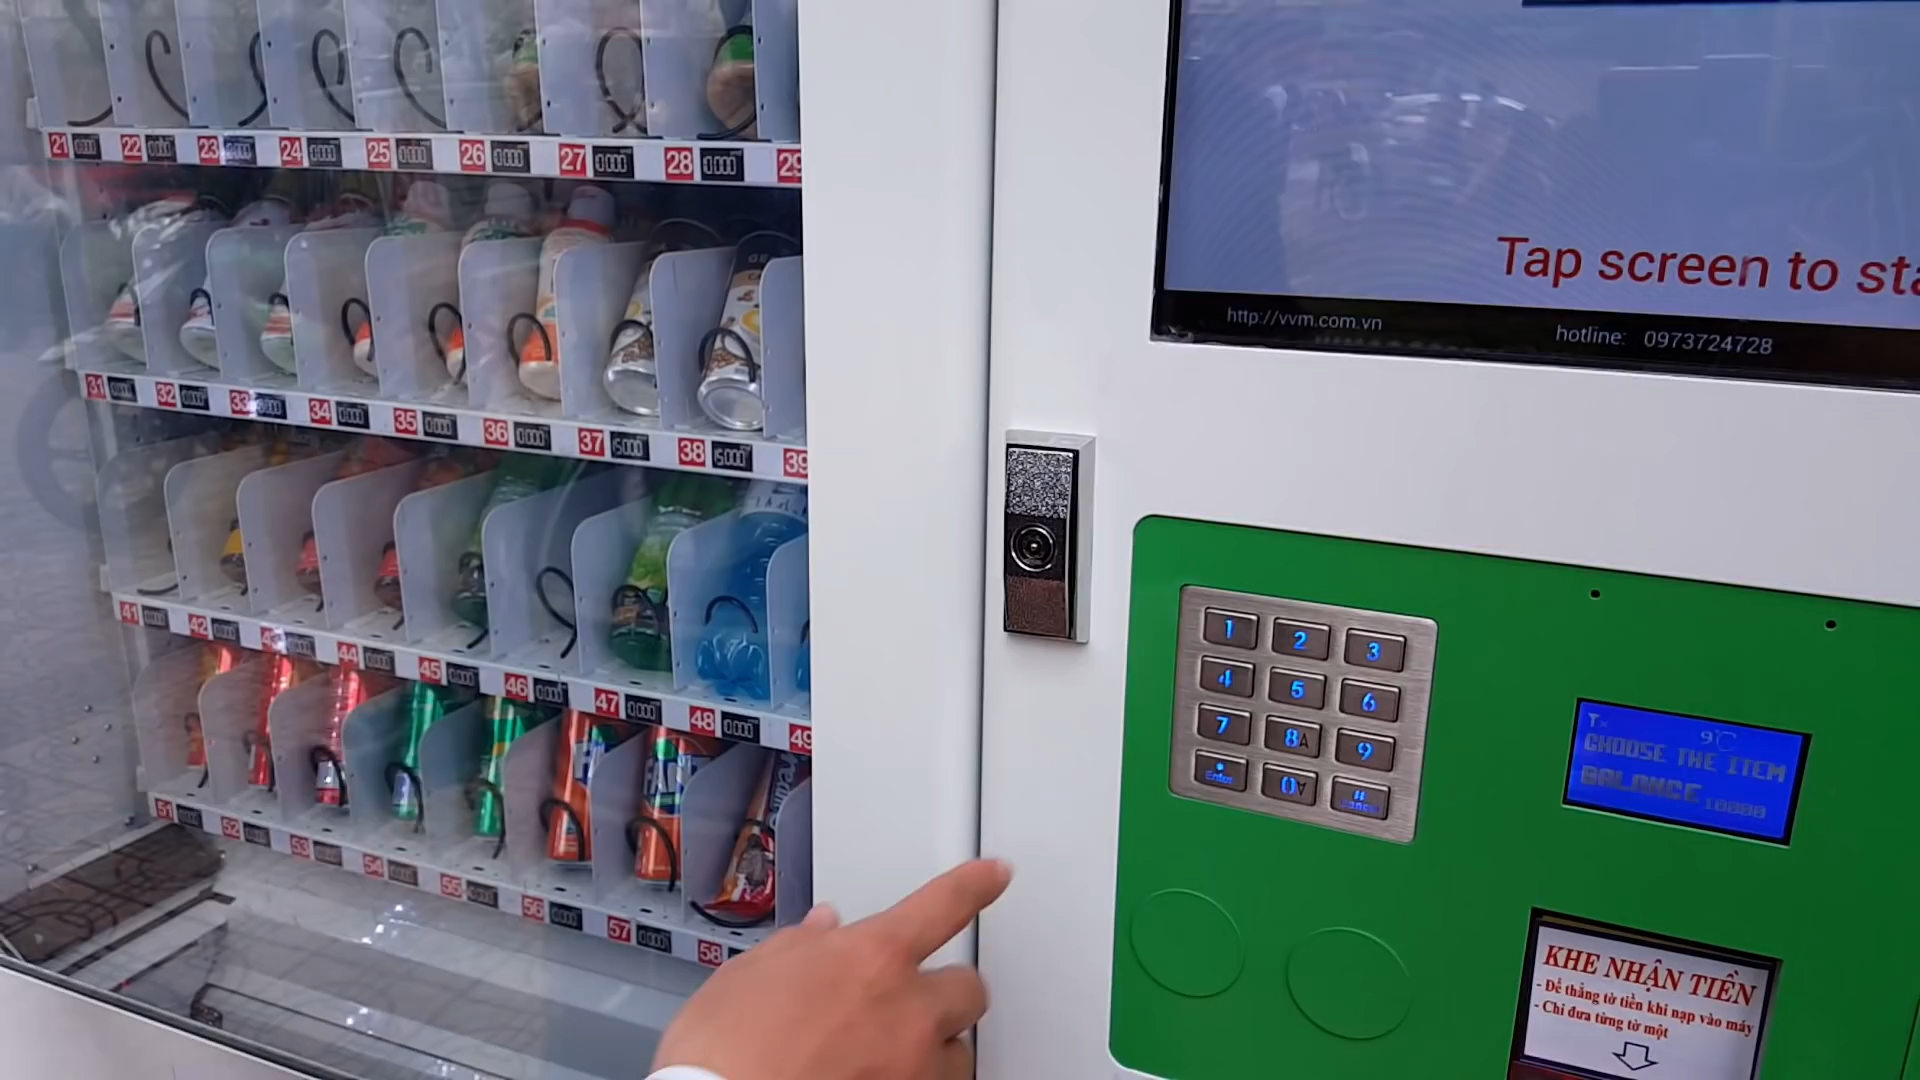 Tap screen to sta
http://vvm.com.vn
hotline: 0973724728
21 22 23 24 25 26 27 28 29
31 32 33 34 35 36 37 15000 38 15000 39
41 42 43 44 45 46 47 48 49
51 52 53 54 55 56 57 58
1 2 3
4 5 6
7 8A 9
* Enter 0 # Cancel
9℃
CHOOSE THE ITEM
BALANCE 10000
KHE NHẬN TIỀN
- Để thẳng tờ tiền khi nạp vào máy
- Chỉ đưa từng tờ một